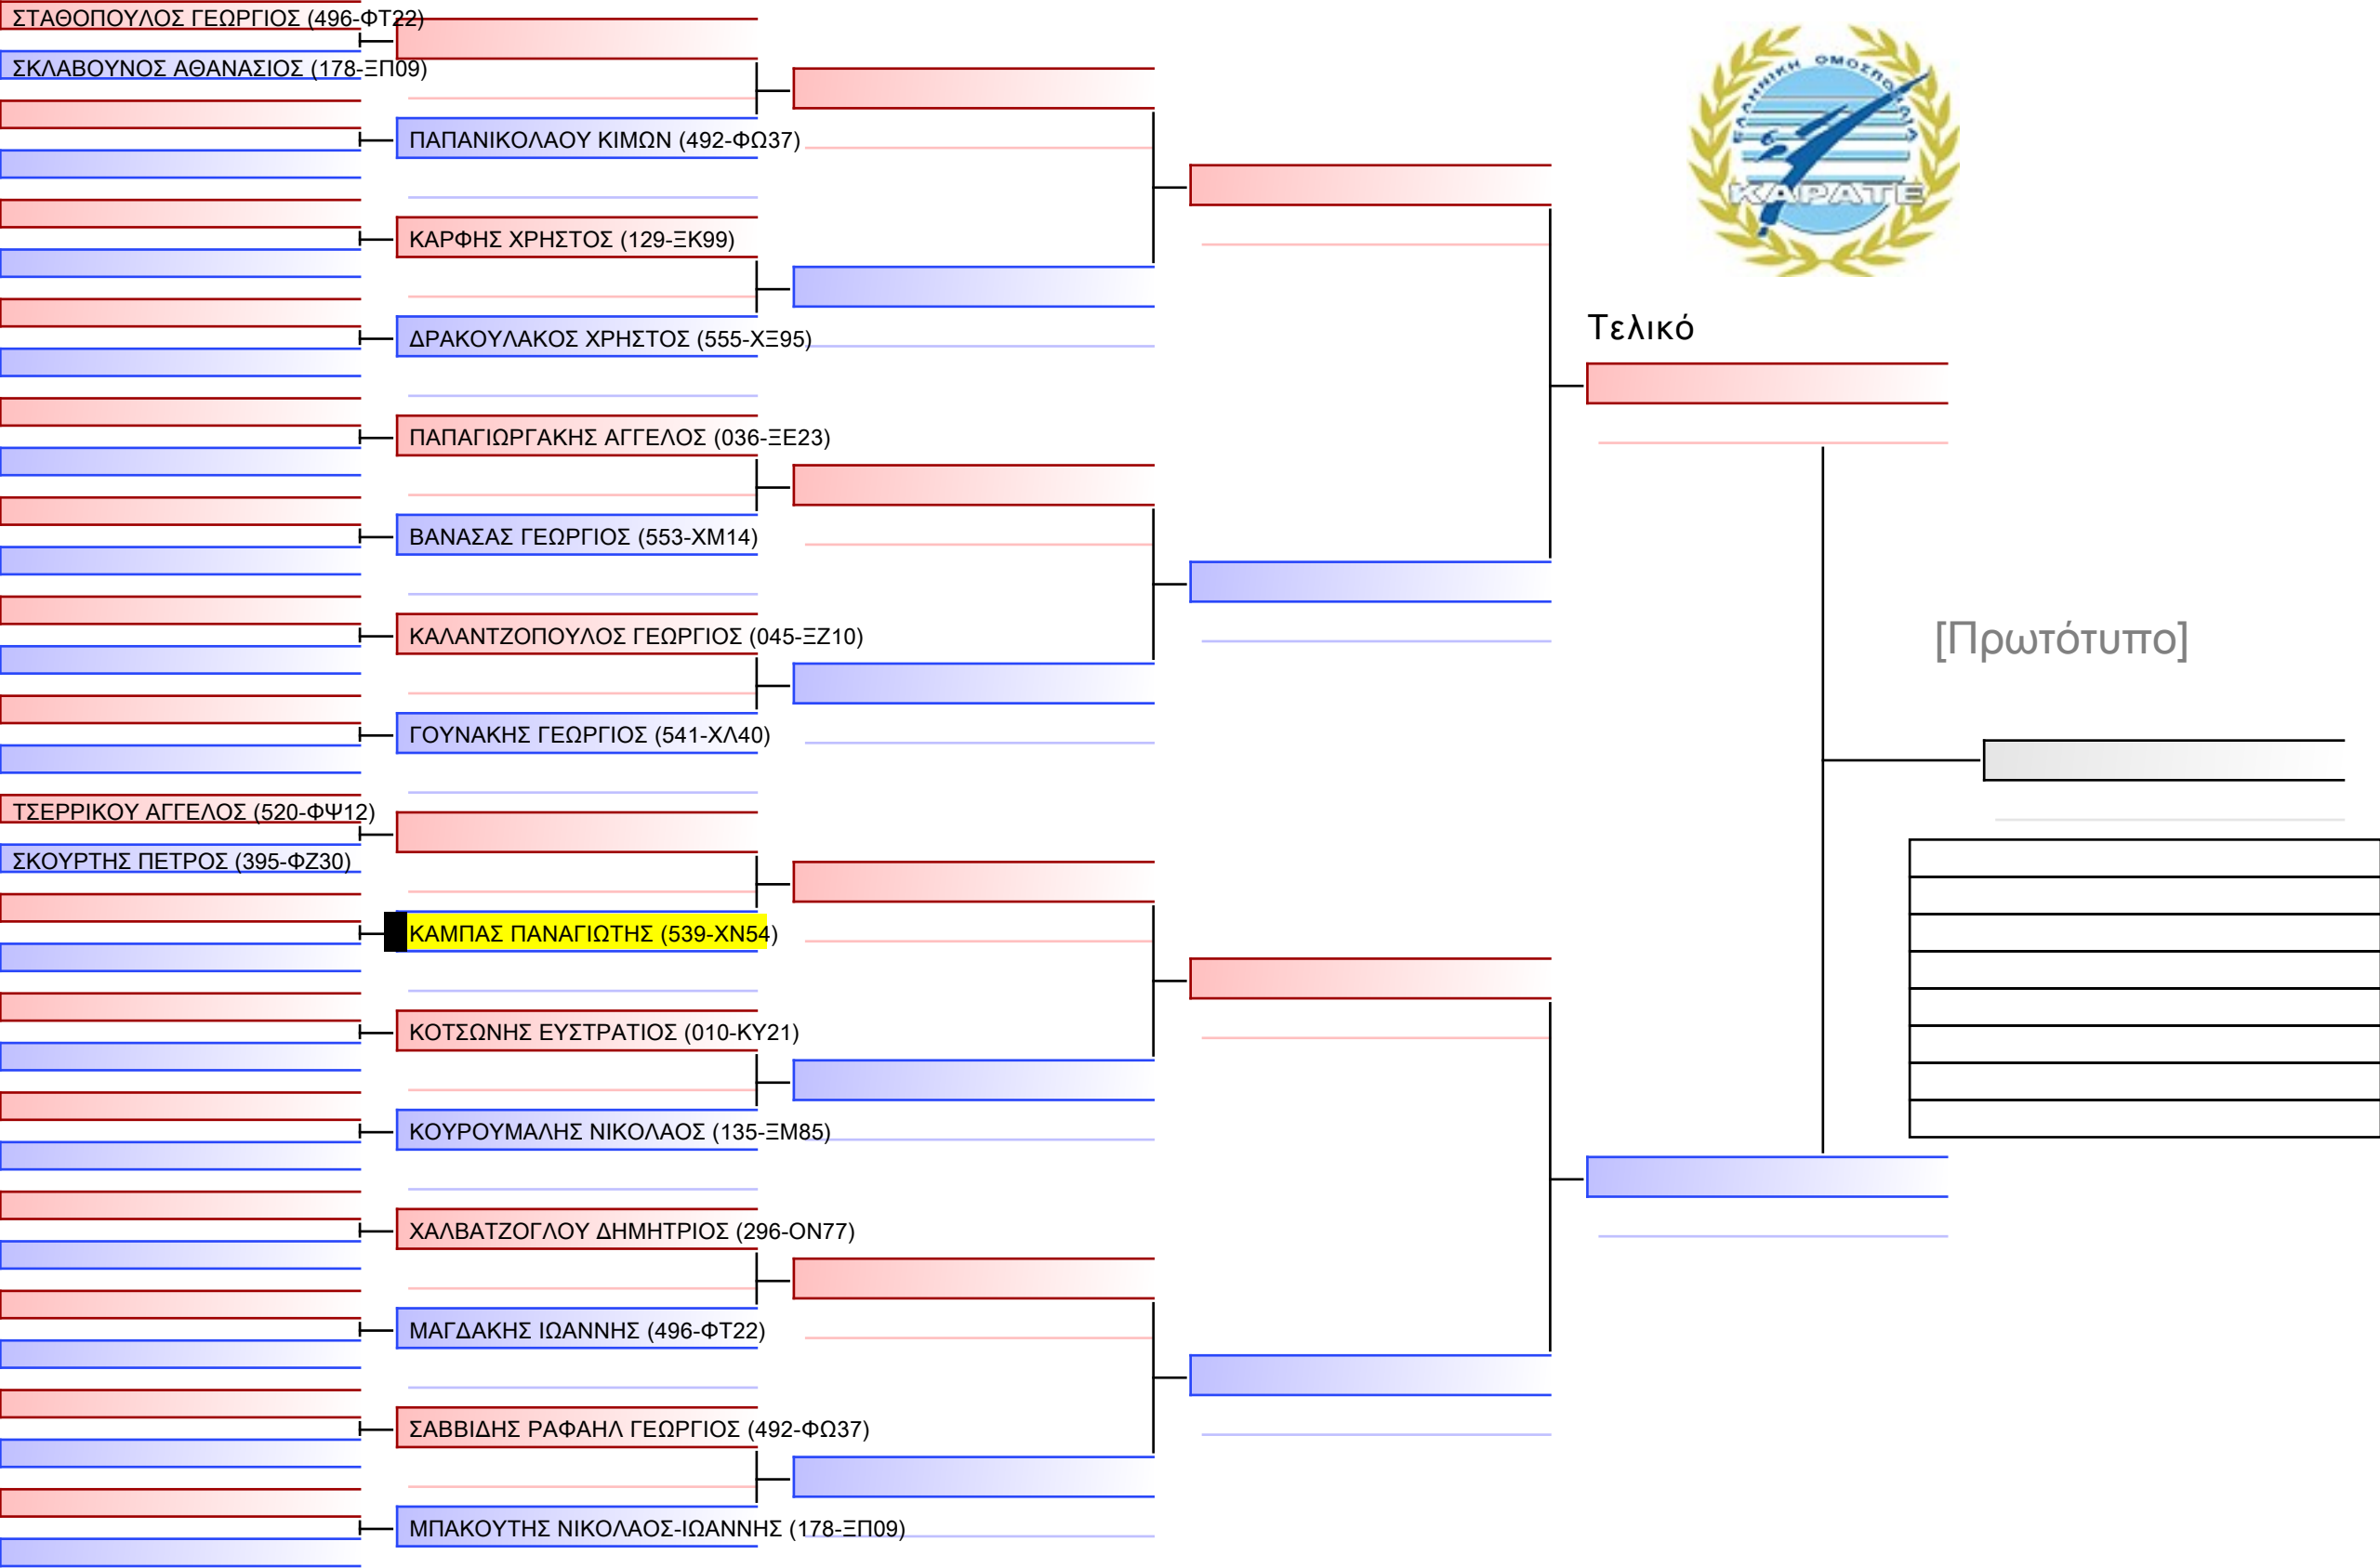 ΣΤΑΘΟΠΟΥΛΟΣ ΓΕΩΡΓΙΟΣ (496-ΦΤ22)
ΣΚΛΑΒΟΥΝΟΣ ΑΘΑΝΑΣΙΟΣ (178-ΞΠ09)
ΠΑΠΑΝΙΚΟΛΑΟΥ ΚΙΜΩΝ (492-ΦΩ37)
ΚΑΡΦΗΣ ΧΡΗΣΤΟΣ (129-ΞΚ99)
ΔΡΑΚΟΥΛΑΚΟΣ ΧΡΗΣΤΟΣ (555-ΧΞ95)
ΠΑΠΑΓΙΩΡΓΑΚΗΣ ΑΓΓΕΛΟΣ (036-ΞΕ23)
ΒΑΝΑΣΑΣ ΓΕΩΡΓΙΟΣ (553-ΧΜ14)
ΚΑΛΑΝΤΖΟΠΟΥΛΟΣ ΓΕΩΡΓΙΟΣ (045-ΞΖ10)
ΓΟΥΝΑΚΗΣ ΓΕΩΡΓΙΟΣ (541-ΧΛ40)
ΤΣΕΡΡΙΚΟΥ ΑΓΓΕΛΟΣ (520-ΦΨ12)
ΣΚΟΥΡΤΗΣ ΠΕΤΡΟΣ (395-ΦΖ30)
ΚΑΜΠΑΣ ΠΑΝΑΓΙΩΤΗΣ (539-ΧΝ54)
ΚΟΤΣΩΝΗΣ ΕΥΣΤΡΑΤΙΟΣ (010-ΚΥ21)
ΚΟΥΡΟΥΜΑΛΗΣ ΝΙΚΟΛΑΟΣ (135-ΞΜ85)
ΧΑΛΒΑΤΖΟΓΛΟΥ ΔΗΜΗΤΡΙΟΣ (296-ΟΝ77)
ΜΑΓΔΑΚΗΣ ΙΩΑΝΝΗΣ (496-ΦΤ22)
ΣΑΒΒΙΔΗΣ ΡΑΦΑΗΛ ΓΕΩΡΓΙΟΣ (492-ΦΩ37)
ΜΠΑΚΟΥΤΗΣ ΝΙΚΟΛΑΟΣ-ΙΩΑΝΝΗΣ (178-ΞΠ09)
ΕΛΛΗΝΙΚΗ ΟΜΟΣΠΟΝΔΙΑ
ΚΑΡΑΤΕ
Τελικό
[Πρωτότυπο]